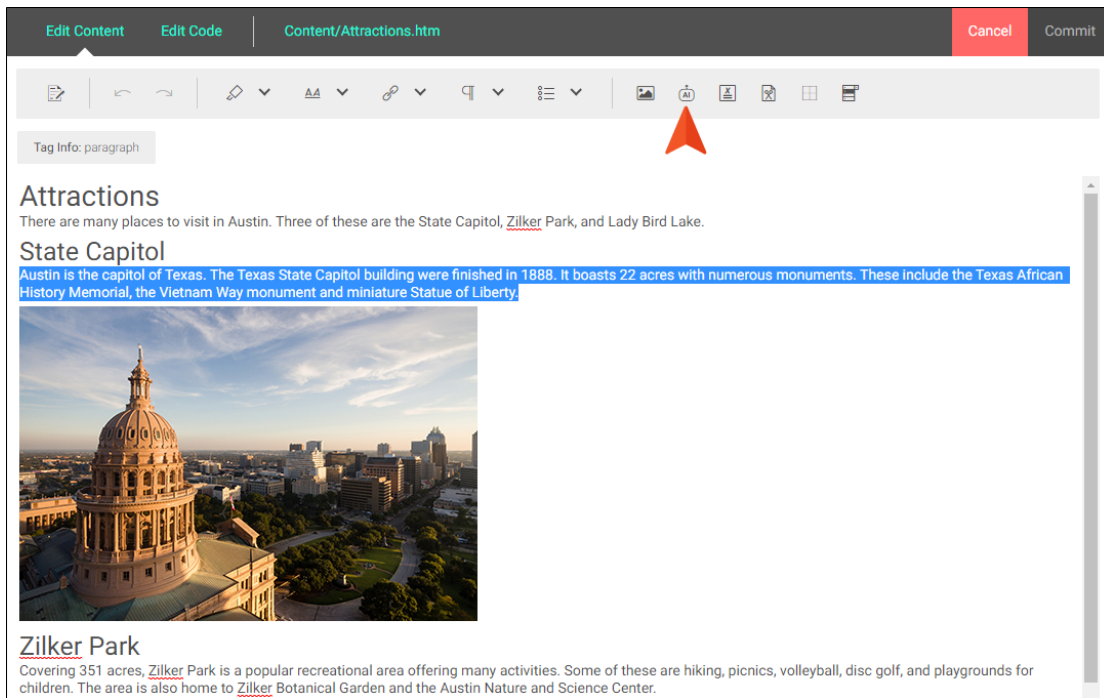 Edit Content Edit Code Content/Attractions.htm Cancel Commit
AA AI
Tag Info: paragraph
Attractions
There are many places to visit in Austin. Three of these are the State Capitol, Zilker Park, and Lady Bird Lake.
State Capitol
Austin is the capitol of Texas. The Texas State Capitol building were finished in 1888. It boasts 22 acres with numerous monuments. These include the Texas African
History Memorial, the Vietnam Way monument and miniature Statue of Liberty.
Zilker Park
Covering 351 acres, Zilker Park is a popular recreational area offering many activities. Some of these are hiking, picnics, volleyball, disc golf, and playgrounds for
children. The area is also home to Zilker Botanical Garden and the Austin Nature and Science Center.